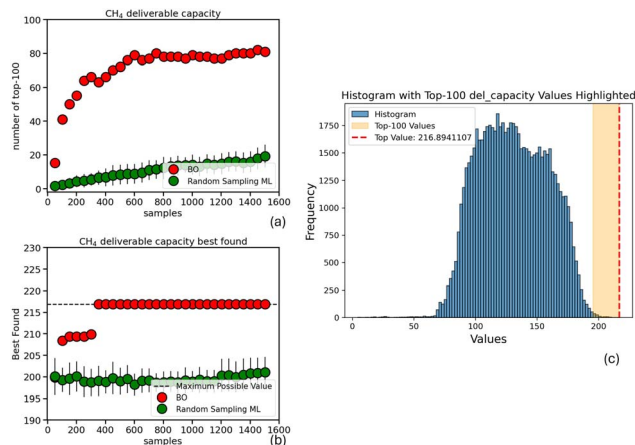 CH₄ deliverable capacity
number of top-100
100
80
60
40
20
0
BO
Random Sampling ML
0 200 400 600 800 1000 1200 1400 1600
samples
(a)
CH₄ deliverable capacity best found
Best Found
230
225
220
215
210
205
200
195
190
Maximum Possible Value
BO
Random Sampling ML
0 200 400 600 800 1000 1200 1400 1600
samples
(b)
Histogram with Top-100 del_capacity Values Highlighted
Histogram
Top-100 Values
Top Value: 216.8941107
Frequency
1750
1500
1250
1000
750
500
250
0
0 50 100 150 200
Values
(c)